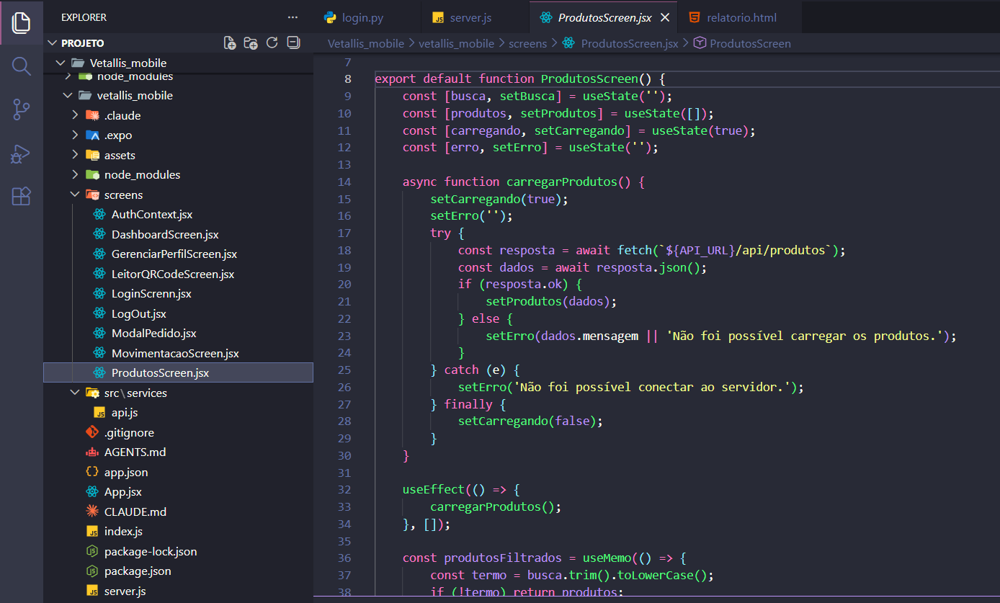 EXPLORER
PROJETO
Vetallis_mobile
node_modules
vetallis_mobile
.claude
.expo
assets
node_modules
screens
AuthContext.jsx
DashboardScreen.jsx
GerenciarPerfilScreen.jsx
LeitorQRCodeScreen.jsx
LoginScrenn.jsx
LogOut.jsx
ModalPedido.jsx
MovimentacaoScreen.jsx
ProdutosScreen.jsx
src\services
JS api.js
.gitignore
AGENTS.md
{} app.json
App.jsx
CLAUDE.md
JS index.js
package-lock.json
package.json
JS server.js
login.py JS server.js ProdutosScreen.jsx relatorio.html
Vetallis_mobile > vetallis_mobile > screens > ProdutosScreen.jsx > ProdutosScreen
7
8 export default function ProdutosScreen() {
9 const [busca, setBusca] = useState('');
10 const [produtos, setProdutos] = useState([]);
11 const [carregando, setCarregando] = useState(true);
12 const [erro, setErro] = useState('');
13
14 async function carregarProdutos() {
15 setCarregando(true);
16 setErro('');
17 try {
18 const resposta = await fetch(`${API_URL}/api/produtos`);
19 const dados = await resposta.json();
20 if (resposta.ok) {
21 setProdutos(dados);
22 } else {
23 setErro(dados.mensagem || 'Não foi possível carregar os produtos.');
24 }
25 } catch (e) {
26 setErro('Não foi possível conectar ao servidor.');
27 } finally {
28 setCarregando(false);
29 }
30 }
31
32 useEffect(() => {
33 carregarProdutos();
34 }, []);
35
36 const produtosFiltrados = useMemo(() => {
37 const termo = busca.trim().toLowerCase();
38 if (!termo) return produtos;